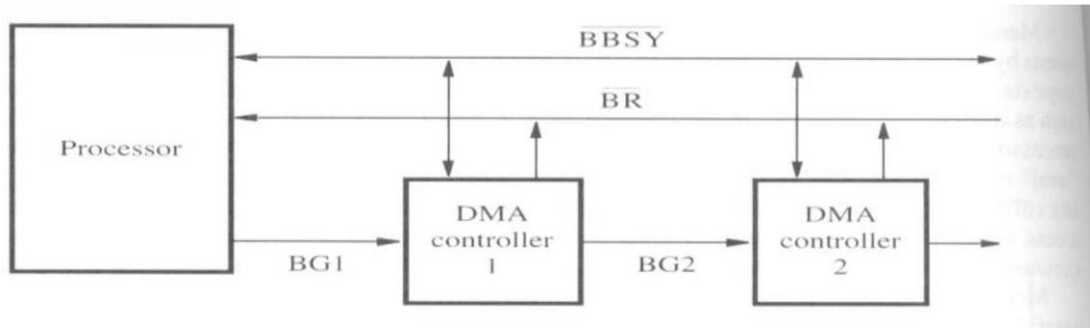 BBSY
BR
Processor
DMA
controller
1
DMA
controller
2
BG1
BG2